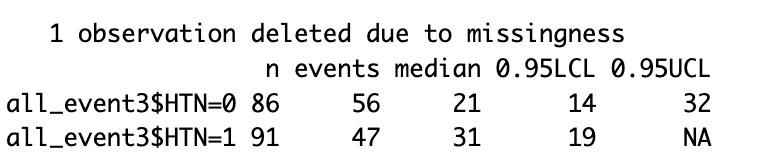 1 observation deleted due to missingness
n events median 0.95LCL 0.95UCL
all_event3$HTN=0 86 56 21 14 32
all_event3$HTN=1 91 47 31 19 NA